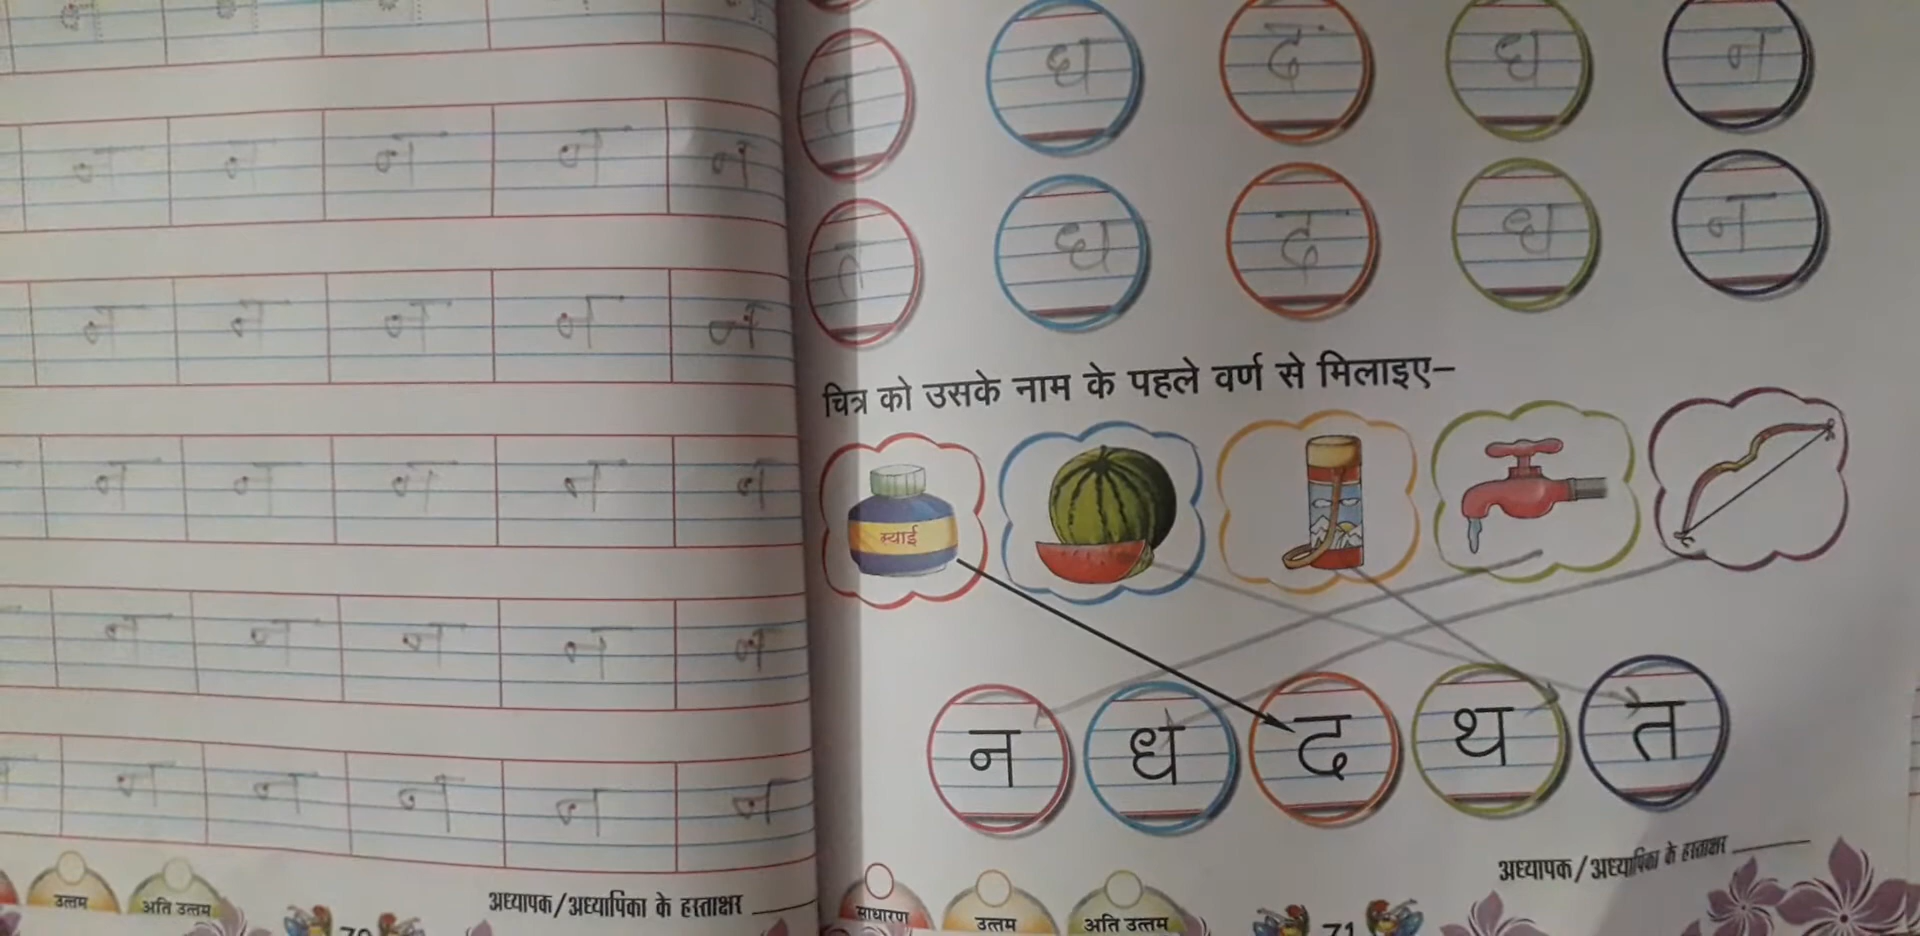 न न न न न
न न न न न
न न न न न
न न न न न
न न न न न
उत्तम
अति उत्तम
अध्यापक/अध्यापिका के हस्ताक्षर
त ध द ध न
त ध द ध न
चित्र को उसके नाम के पहले वर्ण से मिलाइए–
स्याई
न ध द थ त
अध्यापक/अध्यापिका के हस्ताक्षर
साधारण
उत्तम
अति उत्तम
71